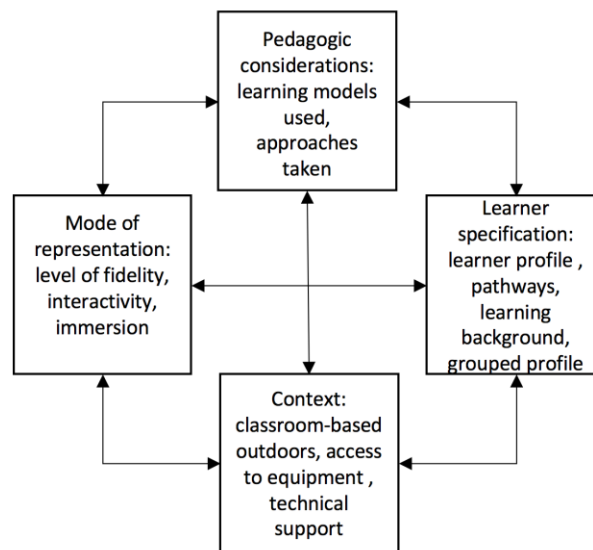 Pedagogic
considerations:
learning models
used,
approaches
taken
Mode of
representation:
level of fidelity,
interactivity,
immersion
Learner
specification:
learner profile ,
pathways,
learning
background,
grouped profile
Context:
classroom-based
outdoors, access
to equipment ,
technical
support